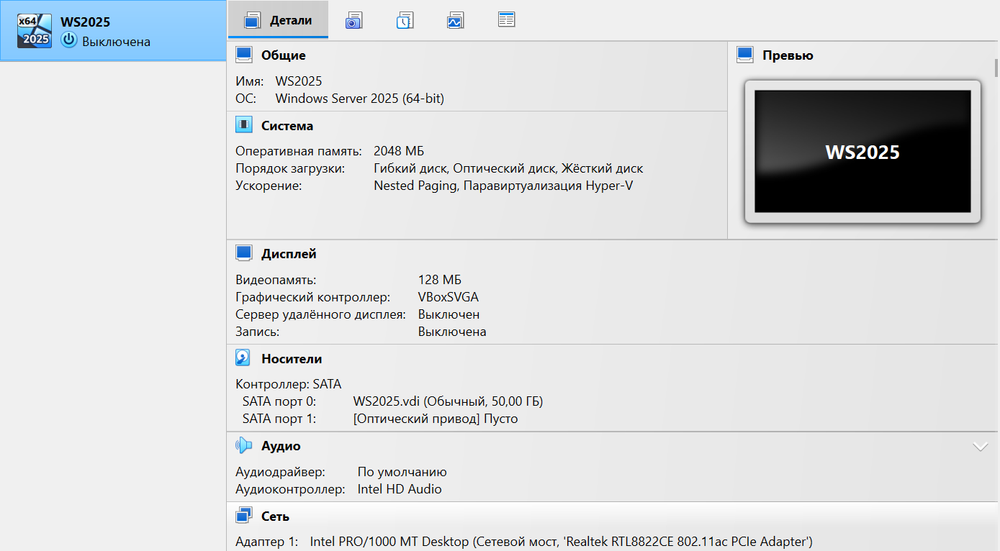 x64
2025
WS2025
Выключена
Детали
Общие
Имя: WS2025
ОС: Windows Server 2025 (64-bit)
Система
Оперативная память: 2048 МБ
Порядок загрузки: Гибкий диск, Оптический диск, Жёсткий диск
Ускорение: Nested Paging, Паравиртуализация Hyper-V
Превью
WS2025
Дисплей
Видеопамять: 128 МБ
Графический контроллер: VBoxSVGA
Сервер удалённого дисплея: Выключен
Запись: Выключена
Носители
Контроллер: SATA
SATA порт 0: WS2025.vdi (Обычный, 50,00 ГБ)
SATA порт 1: [Оптический привод] Пусто
Аудио
Аудиодрайвер: По умолчанию
Аудиоконтроллер: Intel HD Audio
Сеть
Адаптер 1: Intel PRO/1000 MT Desktop (Сетевой мост, 'Realtek RTL8822CE 802.11ac PCIe Adapter')